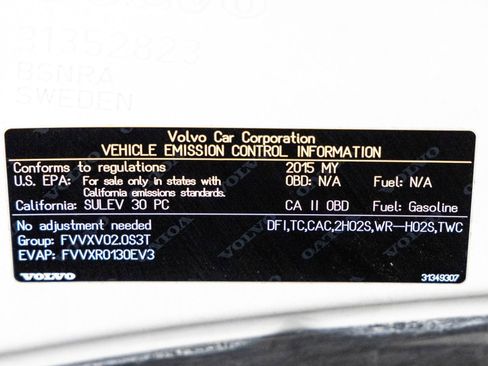 31352823
BSNRA
SWEDEN
Volvo Car Corporation
VEHICLE EMISSION CONTROL INFORMATION
Conforms to regulations 2015 MY
U.S. EPA: For sale only in states with California emissions standards. OBD: N/A Fuel: N/A
California: SULEV 30 PC CA II OBD Fuel: Gasoline
No adjustment needed DFI,TC,CAC,2HO2S,WR--HO2S,TWC
Group: FVVXV02.0S3T
EVAP: FVVXR0130EV3
VOLVO 31349307